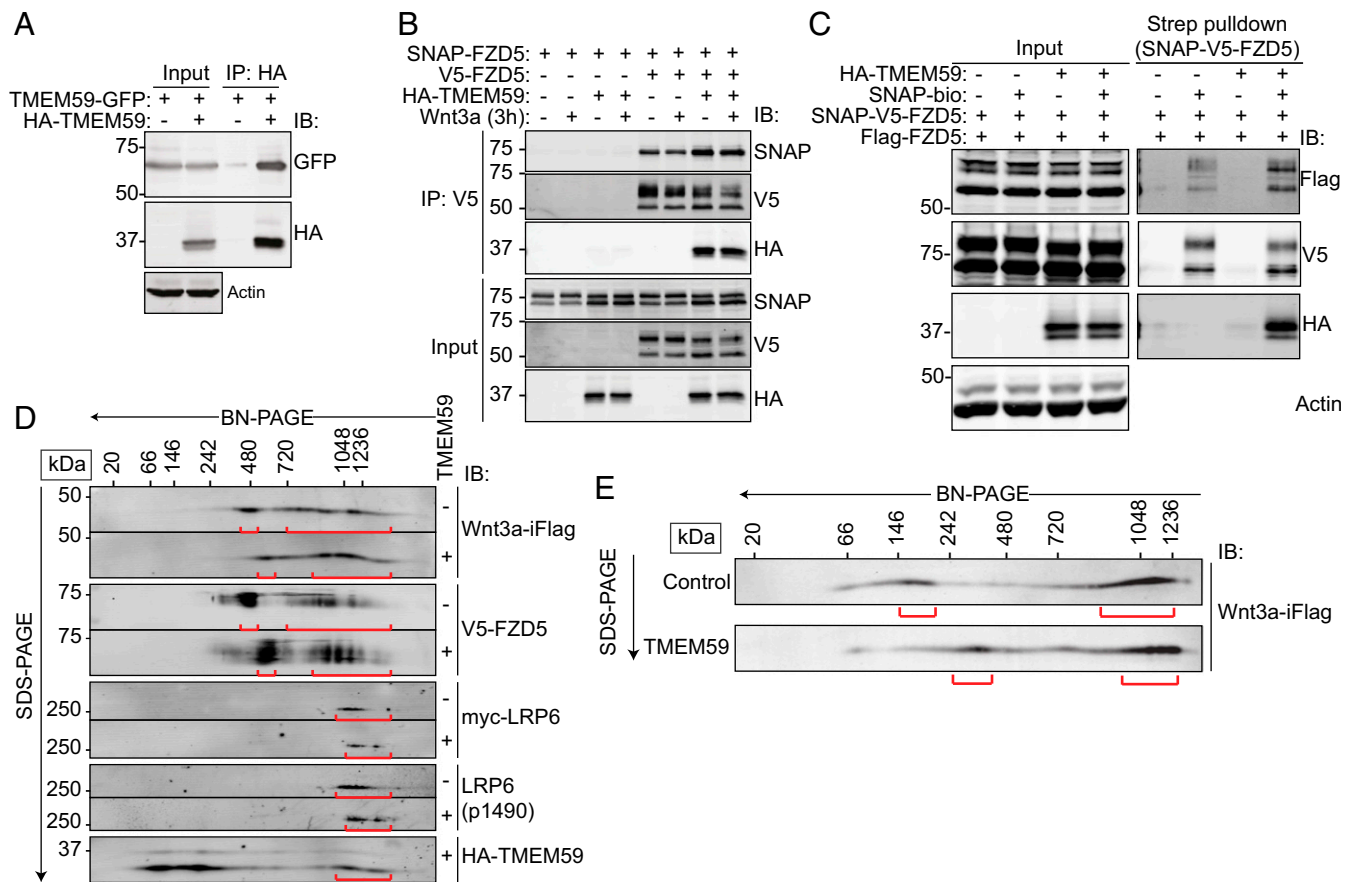 A
Input IP: HA
TMEM59-GFP: + + + +
HA-TMEM59: - + - + IB:
75
50
GFP
37
HA
Actin
B
SNAP-FZD5: + + + + + + + +
V5-FZD5: - - - - + + + +
HA-TMEM59: - - + + - - + +
Wnt3a (3h) - + - + - + - + IB:
IP: V5
75
SNAP
75
50
V5
37
HA
Input
75
SNAP
75
50
V5
37
HA
C
Input
Strep pulldown
(SNAP-V5-FZD5)
HA-TMEM59: - - + + - - + +
SNAP-bio: - + - + - + - +
SNAP-V5-FZD5: + + + + + + + +
Flag-FZD5: + + + + + + + + IB:
50
Flag
75
V5
37
HA
50
Actin
D
BN-PAGE
kDa
20 66 146 242 480 720 1048 1236
TMEM59
IB:
SDS-PAGE
50 -
50 +
Wnt3a-iFlag
75 -
75 +
V5-FZD5
250 -
250 +
myc-LRP6
250 -
250 +
LRP6
(p1490)
37 +
HA-TMEM59
E
BN-PAGE
kDa
20 66 146 242 480 720 1048 1236
IB:
SDS-PAGE
Control
TMEM59
Wnt3a-iFlag